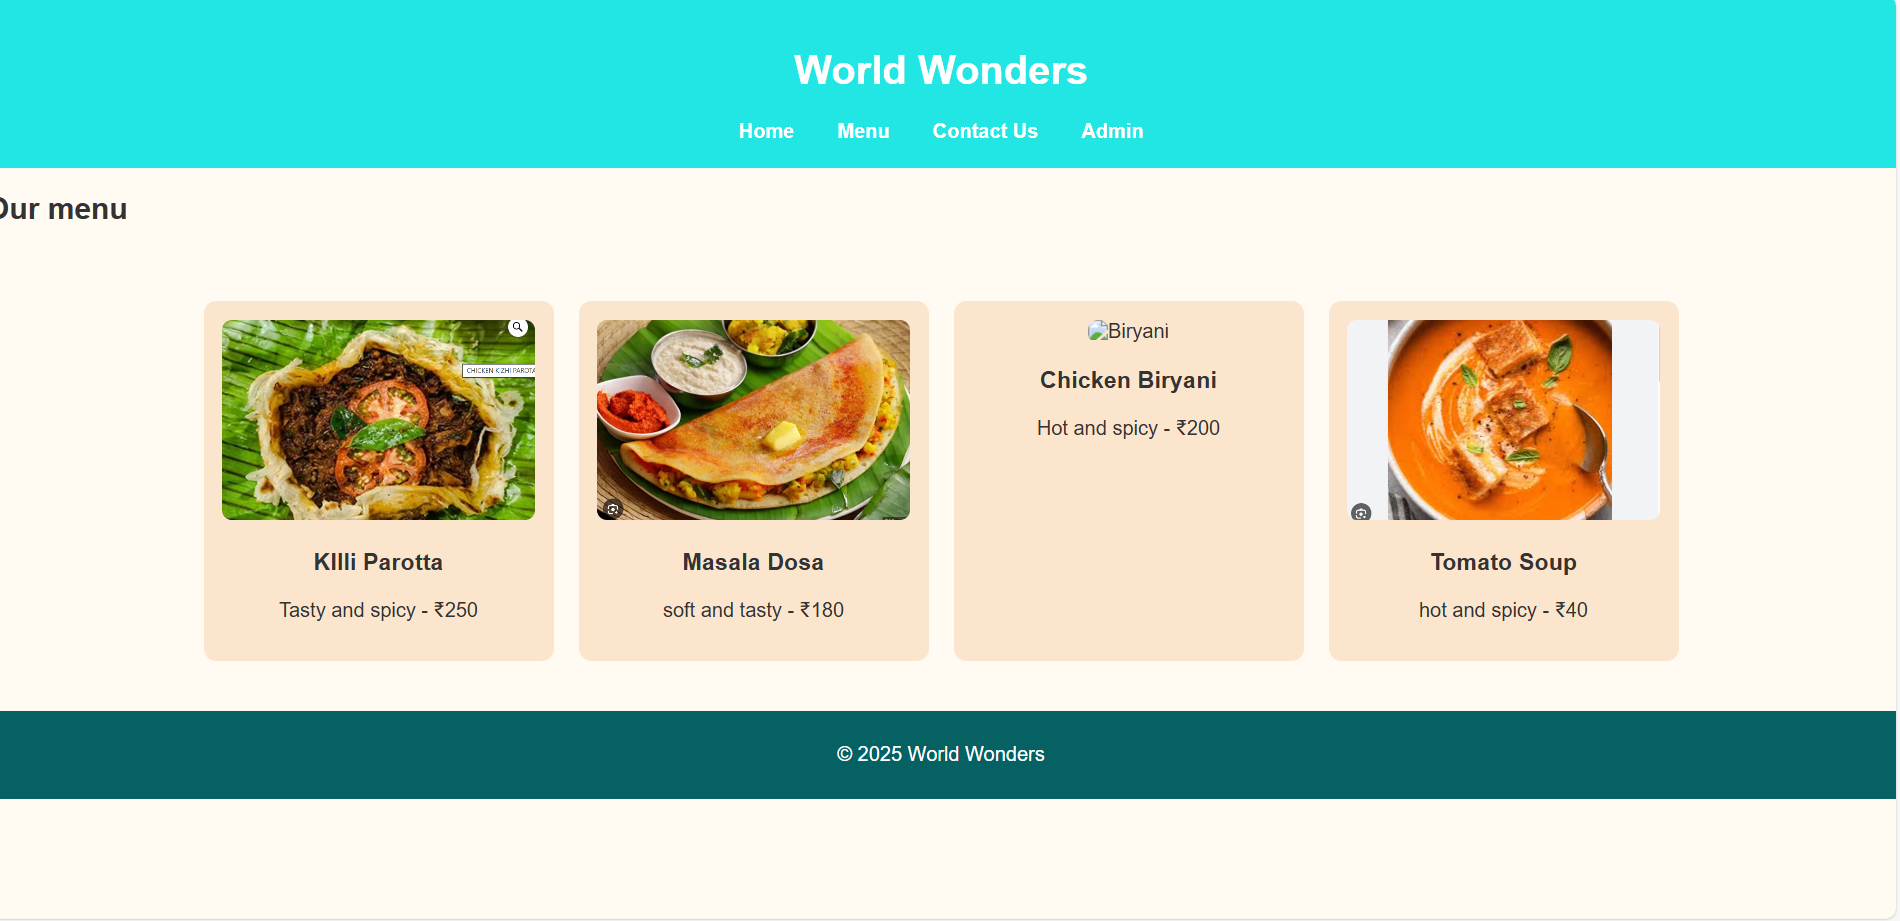 World Wonders
Home Menu Contact Us Admin
Our menu
CHICKEN KIZHI PAROTA
Biryani
Chicken Biryani
Hot and spicy - ₹200
KIlli Parotta
Tasty and spicy - ₹250
Masala Dosa
soft and tasty - ₹180
Tomato Soup
hot and spicy - ₹40
© 2025 World Wonders